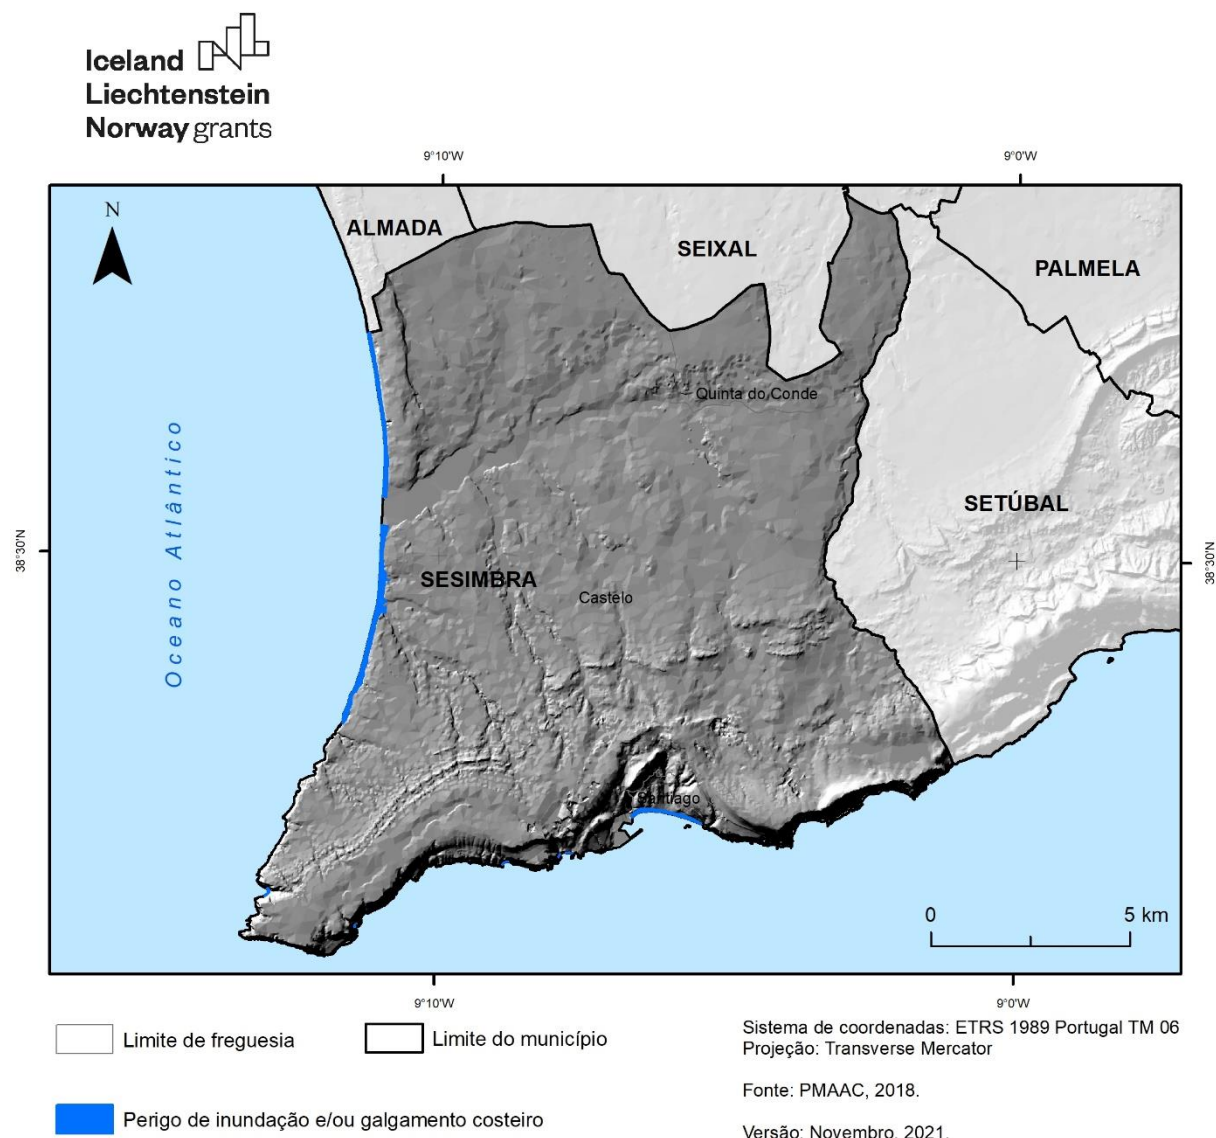 Iceland
Liechtenstein
Norway grants
9°10'W
9°0'W
N
ALMADA
SEIXAL
PALMELA
Quinta do Conde
Oceano Atlântico
SETÚBAL
38°30'N
38°30'N
SESIMBRA
Castelo
Santiago
0
5 km
9°10'W
9°0'W
Limite de freguesia
Limite do município
Sistema de coordenadas: ETRS 1989 Portugal TM 06
Projeção: Transverse Mercator
Fonte: PMAAC, 2018.
Perigo de inundação e/ou galgamento costeiro
Versão: Novembro, 2021.